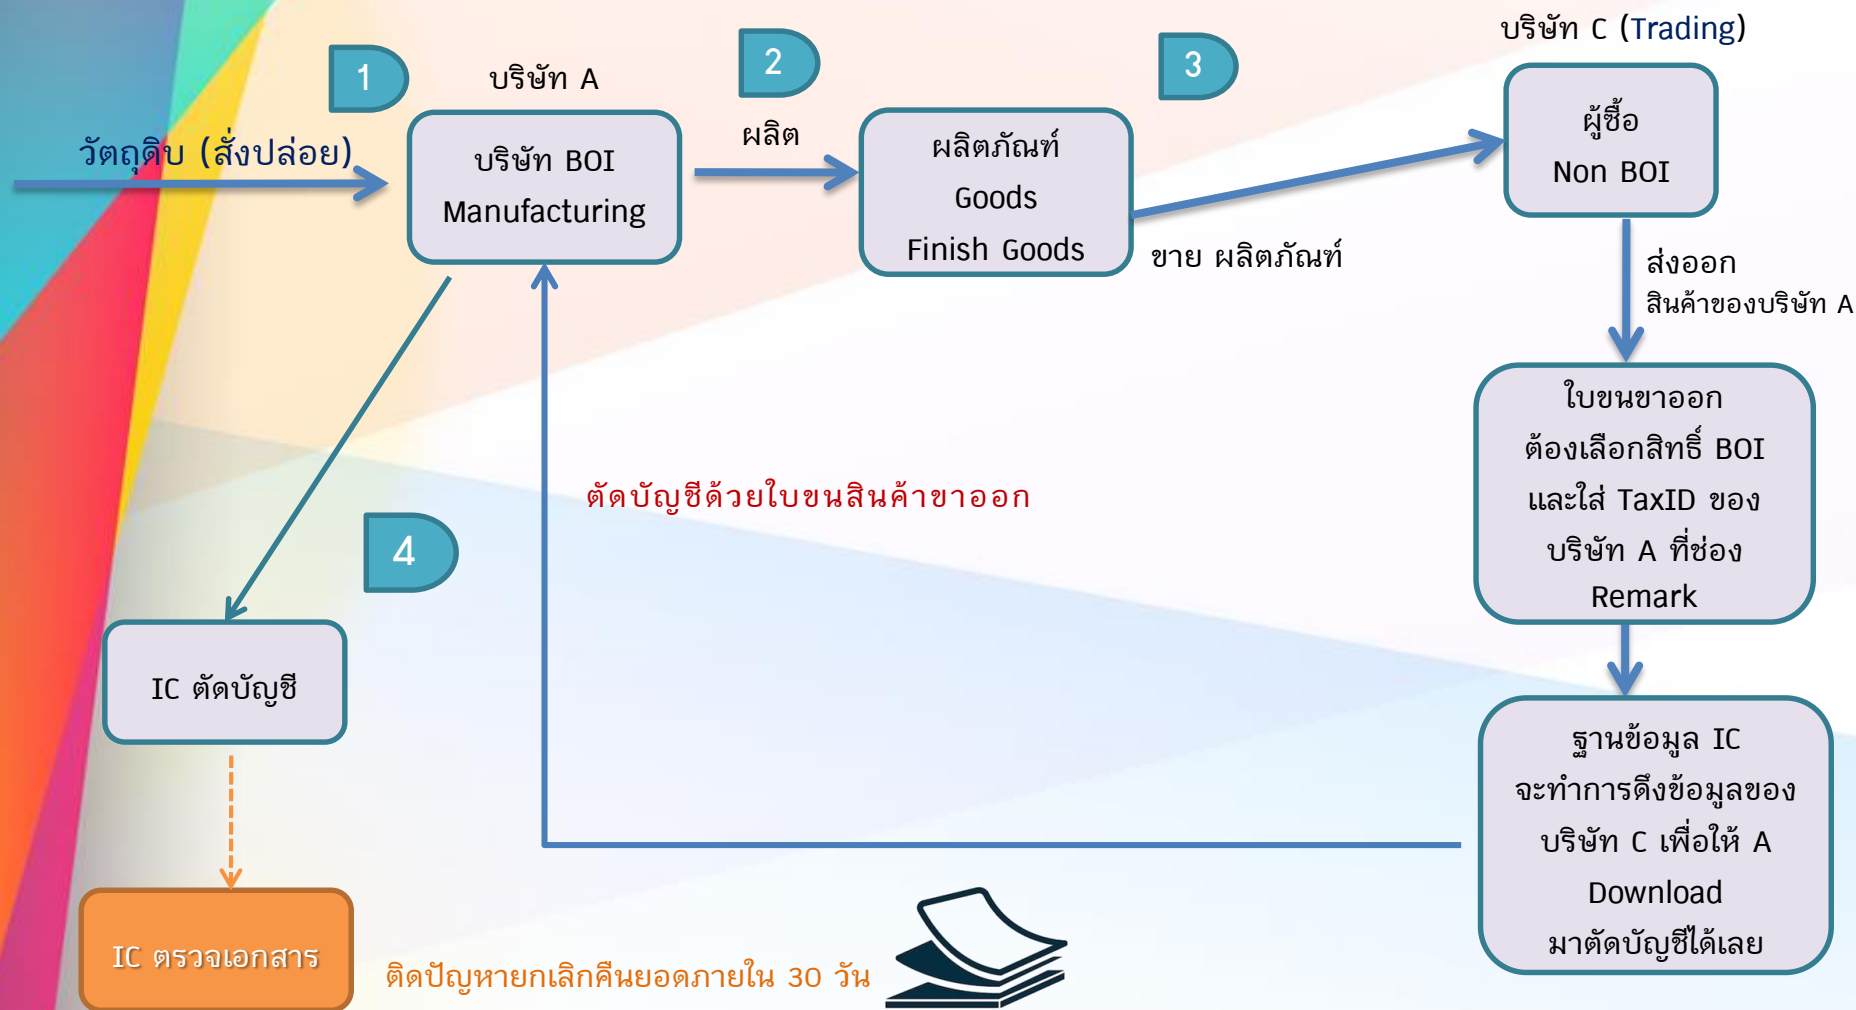 บริษัท C (Trading)
1
บริษัท A
2
3
วัตถุดิบ (สั่งปล่อย)
บริษัท BOI
Manufacturing
ผลิต
ผลิตภัณฑ์
Goods
Finish Goods
ผู้ซื้อ
Non BOI
ขาย ผลิตภัณฑ์
ส่งออก
สินค้าของบริษัท A
ใบขนขาออก
ต้องเลือกสิทธิ์ BOI
และใส่ TaxID ของ
บริษัท A ที่ช่อง
Remark
ตัดบัญชีด้วยใบขนสินค้าขาออก
4
IC ตัดบัญชี
ฐานข้อมูล IC
จะทำการดึงข้อมูลของ
บริษัท C เพื่อให้ A
Download
มาตัดบัญชีได้เลย
IC ตรวจเอกสาร
ติดปัญหายกเลิกคืนยอดภายใน 30 วัน